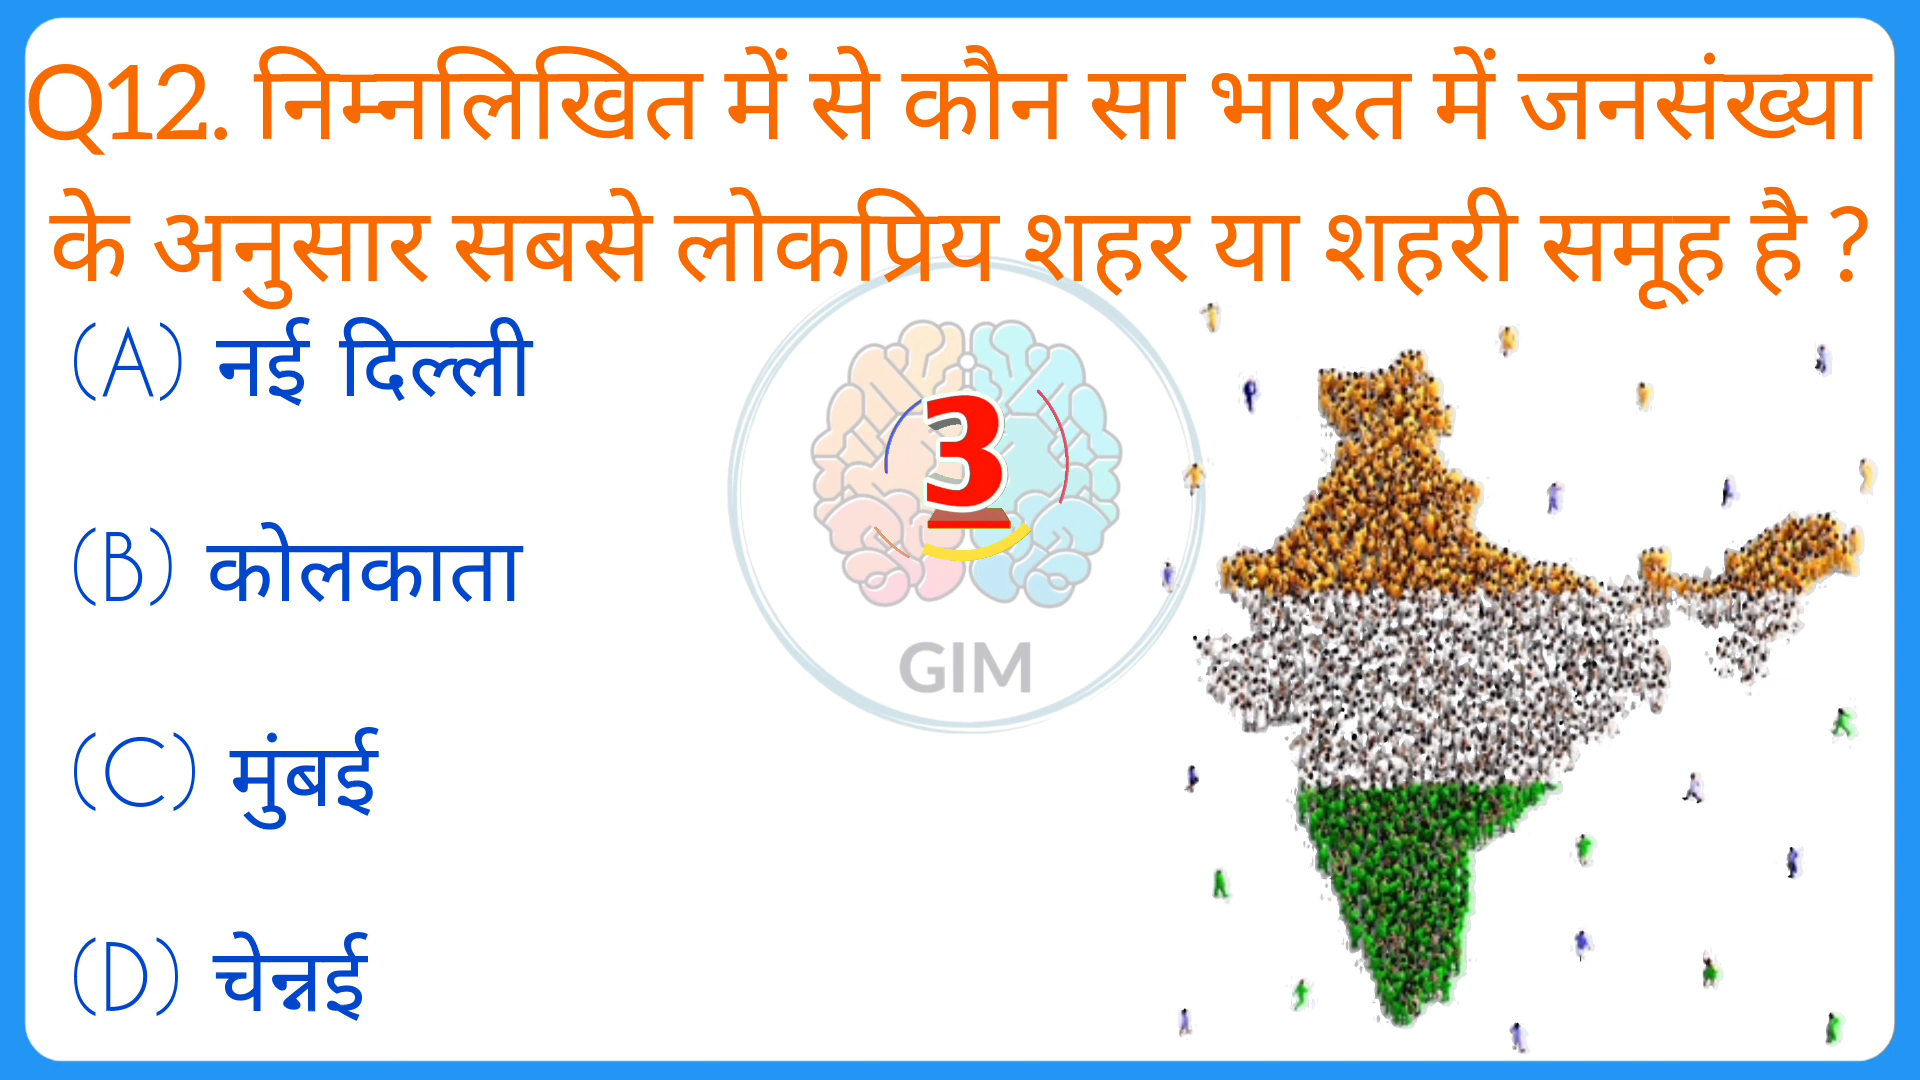 Q12. निम्नलिखित में से कौन सा भारत में जनसंख्या
के अनुसार सबसे लोकप्रिय शहर या शहरी समूह है ?
(A) नई दिल्ली
3
(B) कोलकाता
GIM
(C) मुंबई
(D) चेन्नई